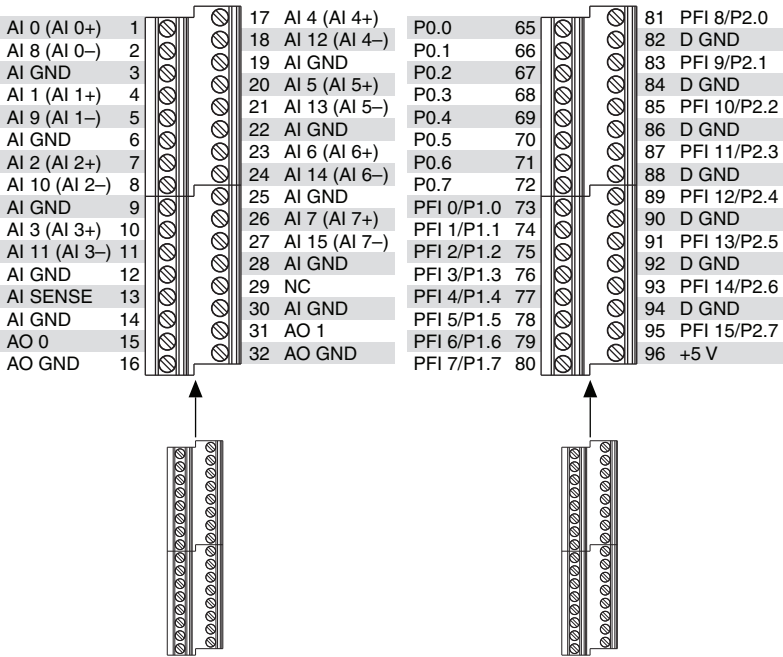 AI 0 (AI 0+) 1
AI 8 (AI 0–) 2
AI GND 3
AI 1 (AI 1+) 4
AI 9 (AI 1–) 5
AI GND 6
AI 2 (AI 2+) 7
AI 10 (AI 2–) 8
AI GND 9
AI 3 (AI 3+) 10
AI 11 (AI 3–) 11
AI GND 12
AI SENSE 13
AI GND 14
AO 0 15
AO GND 16
17 AI 4 (AI 4+)
18 AI 12 (AI 4–)
19 AI GND
20 AI 5 (AI 5+)
21 AI 13 (AI 5–)
22 AI GND
23 AI 6 (AI 6+)
24 AI 14 (AI 6–)
25 AI GND
26 AI 7 (AI 7+)
27 AI 15 (AI 7–)
28 AI GND
29 NC
30 AI GND
31 AO 1
32 AO GND
P0.0 65
P0.1 66
P0.2 67
P0.3 68
P0.4 69
P0.5 70
P0.6 71
P0.7 72
PFI 0/P1.0 73
PFI 1/P1.1 74
PFI 2/P1.2 75
PFI 3/P1.3 76
PFI 4/P1.4 77
PFI 5/P1.5 78
PFI 6/P1.6 79
PFI 7/P1.7 80
81 PFI 8/P2.0
82 D GND
83 PFI 9/P2.1
84 D GND
85 PFI 10/P2.2
86 D GND
87 PFI 11/P2.3
88 D GND
89 PFI 12/P2.4
90 D GND
91 PFI 13/P2.5
92 D GND
93 PFI 14/P2.6
94 D GND
95 PFI 15/P2.7
96 +5 V